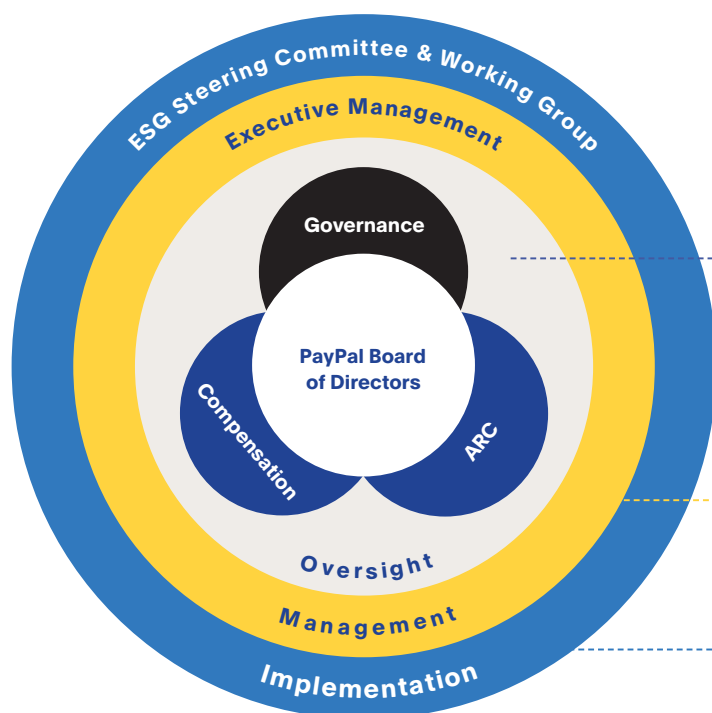 ESG Steering Committee & Working Group
Executive Management
Governance
PayPal Board
of Directors
Compensation
ARC
Oversight
Management
Implementation